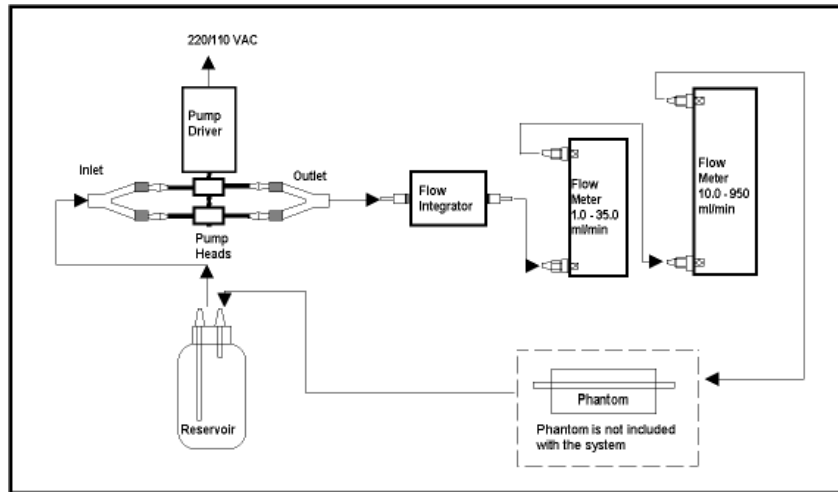 220/110 VAC
Pump
Driver
Inlet
Outlet
Pump
Heads
Flow
Integrator
Flow
Meter
1.0 - 35.0
ml/min
Flow
Meter
10.0 - 950
ml/min
Reservoir
Phantom
Phantom is not included
with the system